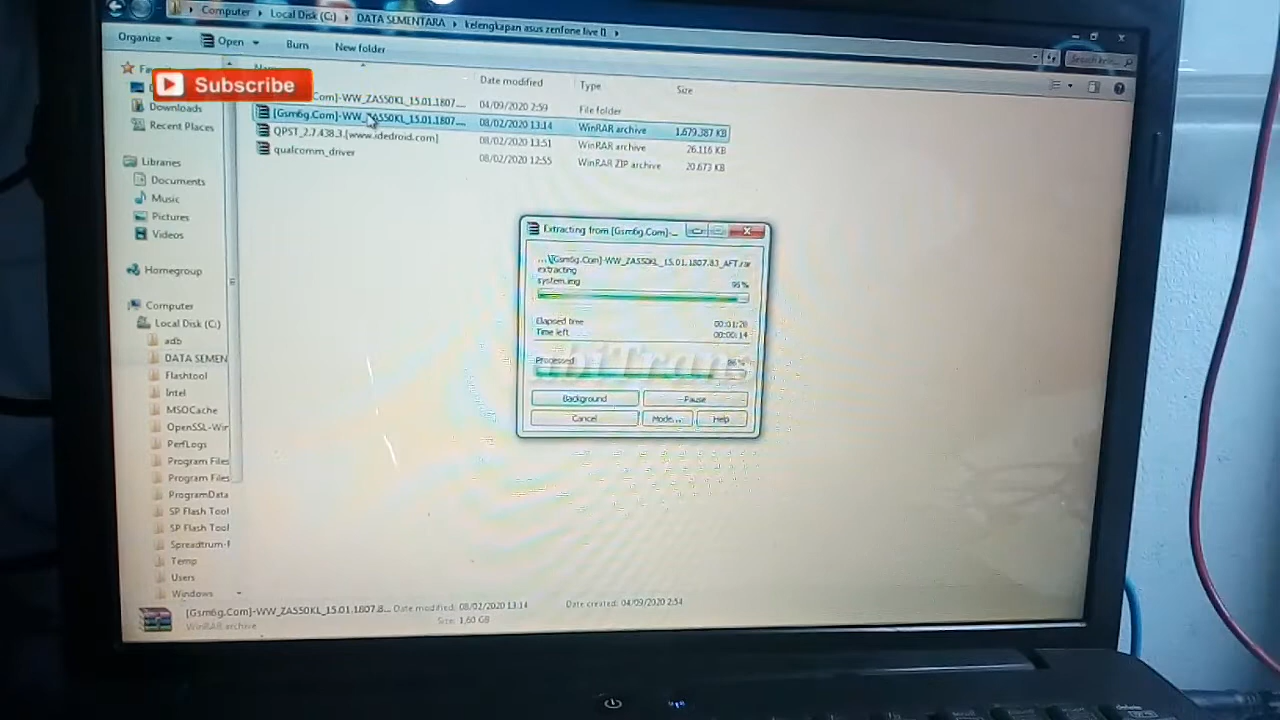 Computer ▸ Local Disk (C:) ▸ DATA SEMENTARA ▸ kelengkapan asus zenfone live l1 ▸
Organize Open Burn New folder
Date modified Type Size
Subscribe
Com]-WW_ZA550KL_15.01.1807.... 04/09/2020 2:59 File folder
[Gsm6g.Com]-WW_ZA550KL_15.01.1807.... 08/02/2020 13:14 WinRAR archive 1.679.387 KB
QPST_2.7.438.3.[www.idedroid.com] 08/02/2020 13:51 WinRAR archive 26.116 KB
qualcomm_driver 08/02/2020 12:55 WinRAR ZIP archive 20.673 KB
Downloads
Recent Places
Libraries
Documents
Music
Pictures
Videos
Homegroup
Computer
Local Disk (C:)
adb
DATA SEMEN
Flashtool
Intel
MSOCache
OpenSSL-Wir
PerfLogs
Program Files
Program Files
ProgramData
SP Flash Tool
SP Flash Tool
Spreadtrum-F
Temp
Users
Windows
Extracting from [Gsm6g.Com]-...
...\[Gsm6g.Com]-WW_ZA550KL_15.01.1807.83_AFT.rar
extracting
system.img 95%
Elapsed time 00:01:28
Time left 00:00:14
Processed 86%
Background Pause
Cancel Mode... Help
[Gsm6g.Com]-WW_ZA550KL_15.01.1807.8... Date modified: 08/02/2020 13:14 Date created: 04/09/2020 2:54
WinRAR archive Size: 1,60 GB